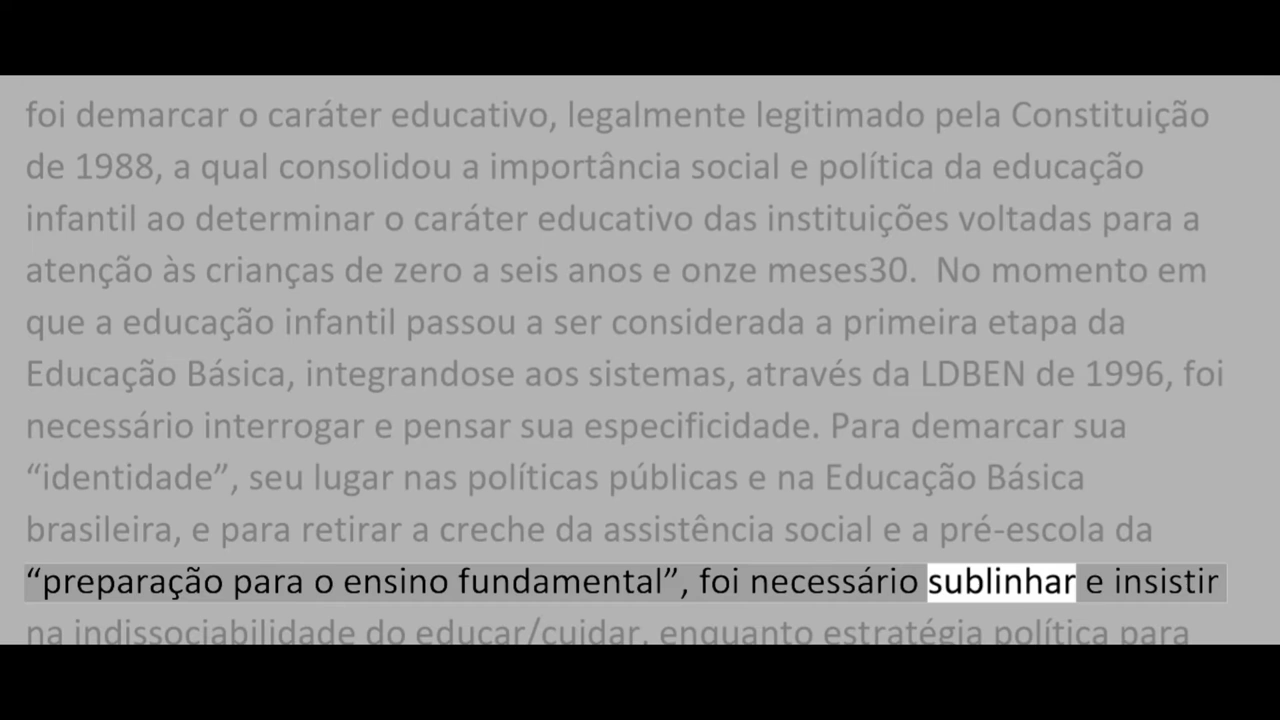 foi demarcar o caráter educativo, legalmente legitimado pela Constituição
de 1988, a qual consolidou a importância social e política da educação
infantil ao determinar o caráter educativo das instituições voltadas para a
atenção às crianças de zero a seis anos e onze meses30.  No momento em
que a educação infantil passou a ser considerada a primeira etapa da
Educação Básica, integrandose aos sistemas, através da LDBEN de 1996, foi
necessário interrogar e pensar sua especificidade. Para demarcar sua
“identidade”, seu lugar nas políticas públicas e na Educação Básica
brasileira, e para retirar a creche da assistência social e a pré-escola da
“preparação para o ensino fundamental”, foi necessário sublinhar e insistir
na indissociabilidade do educar/cuidar, enquanto estratégia política para